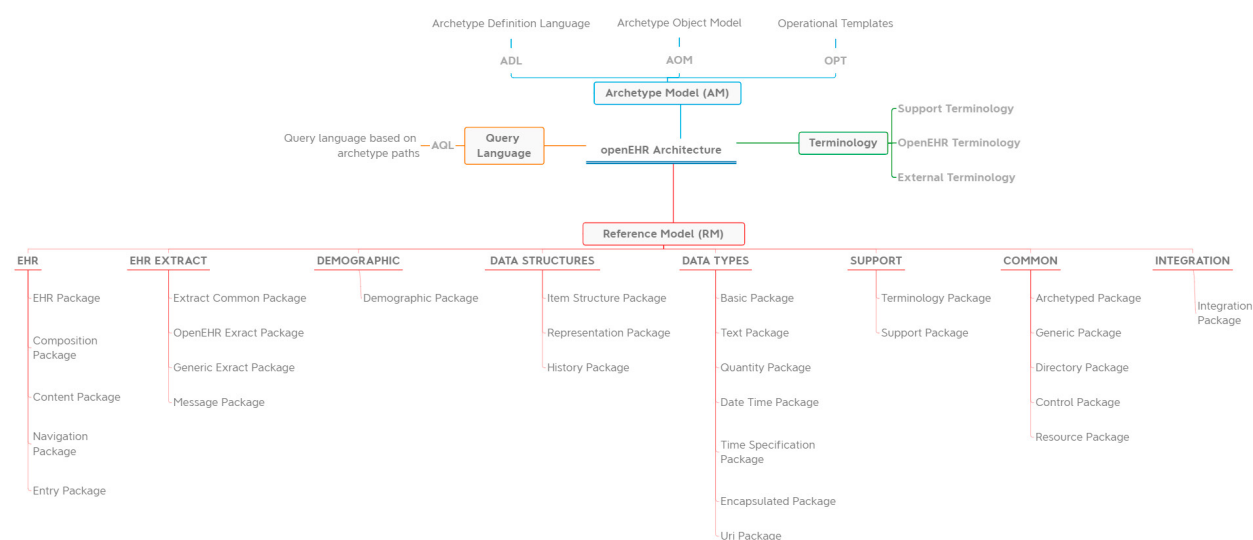 Archetype Definition Language
Archetype Object Model
Operational Templates
ADL
AOM
OPT
Archetype Model (AM)
Support Terminology
Query language based on
archetype paths
AQL
Query
Language
openEHR Architecture
Terminology
OpenEHR Terminology
External Terminology
Reference Model (RM)
EHR
EHR EXTRACT
DEMOGRAPHIC
DATA STRUCTURES
DATA TYPES
SUPPORT
COMMON
INTEGRATION
EHR Package
Composition
Package
Content Package
Navigation
Package
Entry Package
Extract Common Package
OpenEHR Exract Package
Generic Exract Package
Message Package
Demographic Package
Item Structure Package
Representation Package
History Package
Basic Package
Text Package
Quantity Package
Date Time Package
Time Specification
Package
Encapsulated Package
Uri Package
Terminology Package
Support Package
Archetyped Package
Generic Package
Directory Package
Control Package
Resource Package
Integration
Package